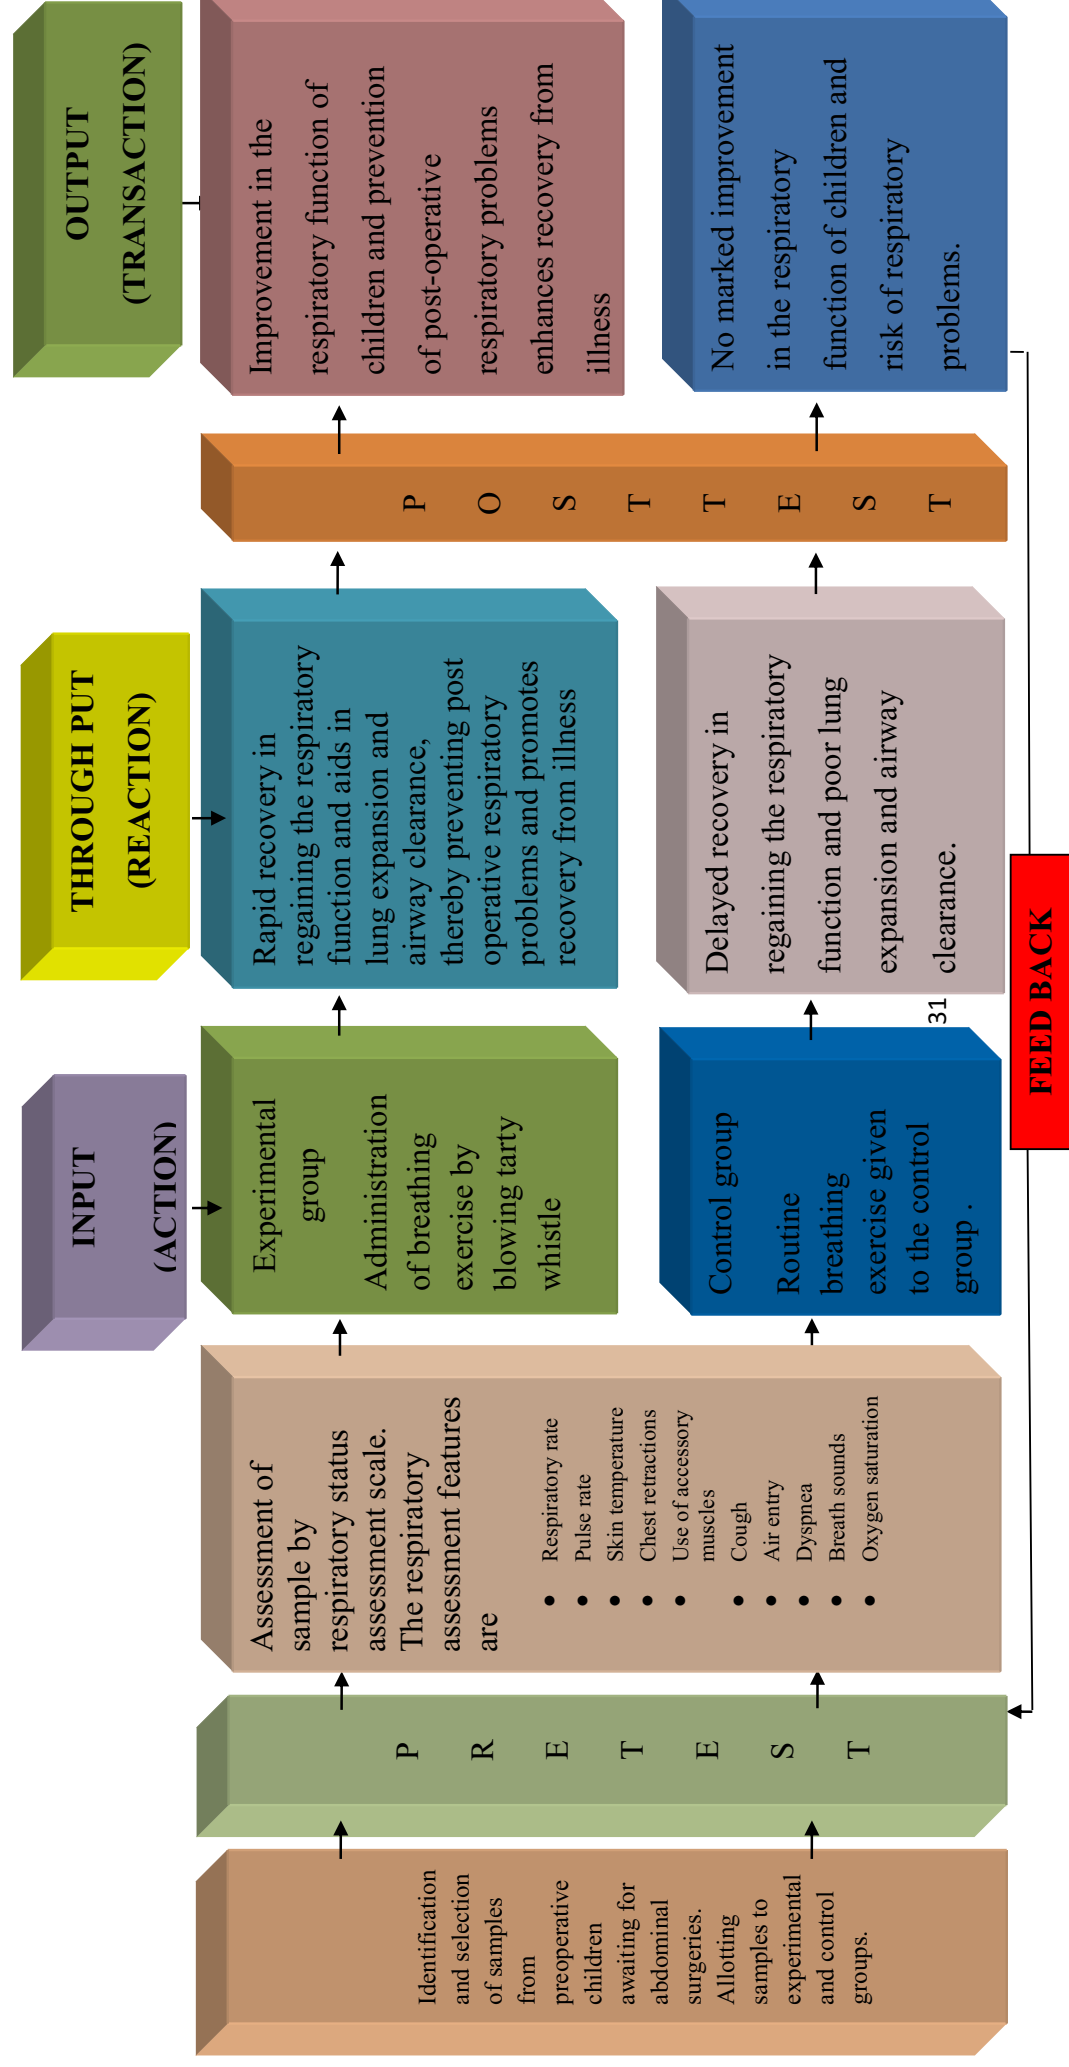 INPUT
(ACTION)
THROUGH PUT
(REACTION)
OUTPUT
(TRANSACTION)
Identification
and selection
of samples
from
preoperative
children
awaiting for
abdominal
surgeries.
Allotting
samples to
experimental
and control
groups.
P
R
E
T
E
S
T
Assessment of
sample by
respiratory status
assessment scale.
The respiratory
assessment features
are
• Respiratory rate
• Pulse rate
• Skin temperature
• Chest retractions
• Use of accessory
muscles
• Cough
• Air entry
• Dyspnea
• Breath sounds
• Oxygen saturation
Experimental
group
Administration
of breathing
exercise by
blowing tarty
whistle
Control group
Routine
breathing
exercise given
to the control
group .
Rapid recovery in
regaining the respiratory
function and aids in
lung expansion and
airway clearance,
thereby preventing post
operative respiratory
problems and promotes
recovery from illness
Delayed recovery in
regaining the respiratory
function and poor lung
expansion and airway
clearance.
P
O
S
T
T
E
S
T
Improvement in the
respiratory function of
children and prevention
of post-operative
respiratory problems
enhances recovery from
illness
No marked improvement
in the respiratory
function of children and
risk of respiratory
problems.
31
FEED BACK